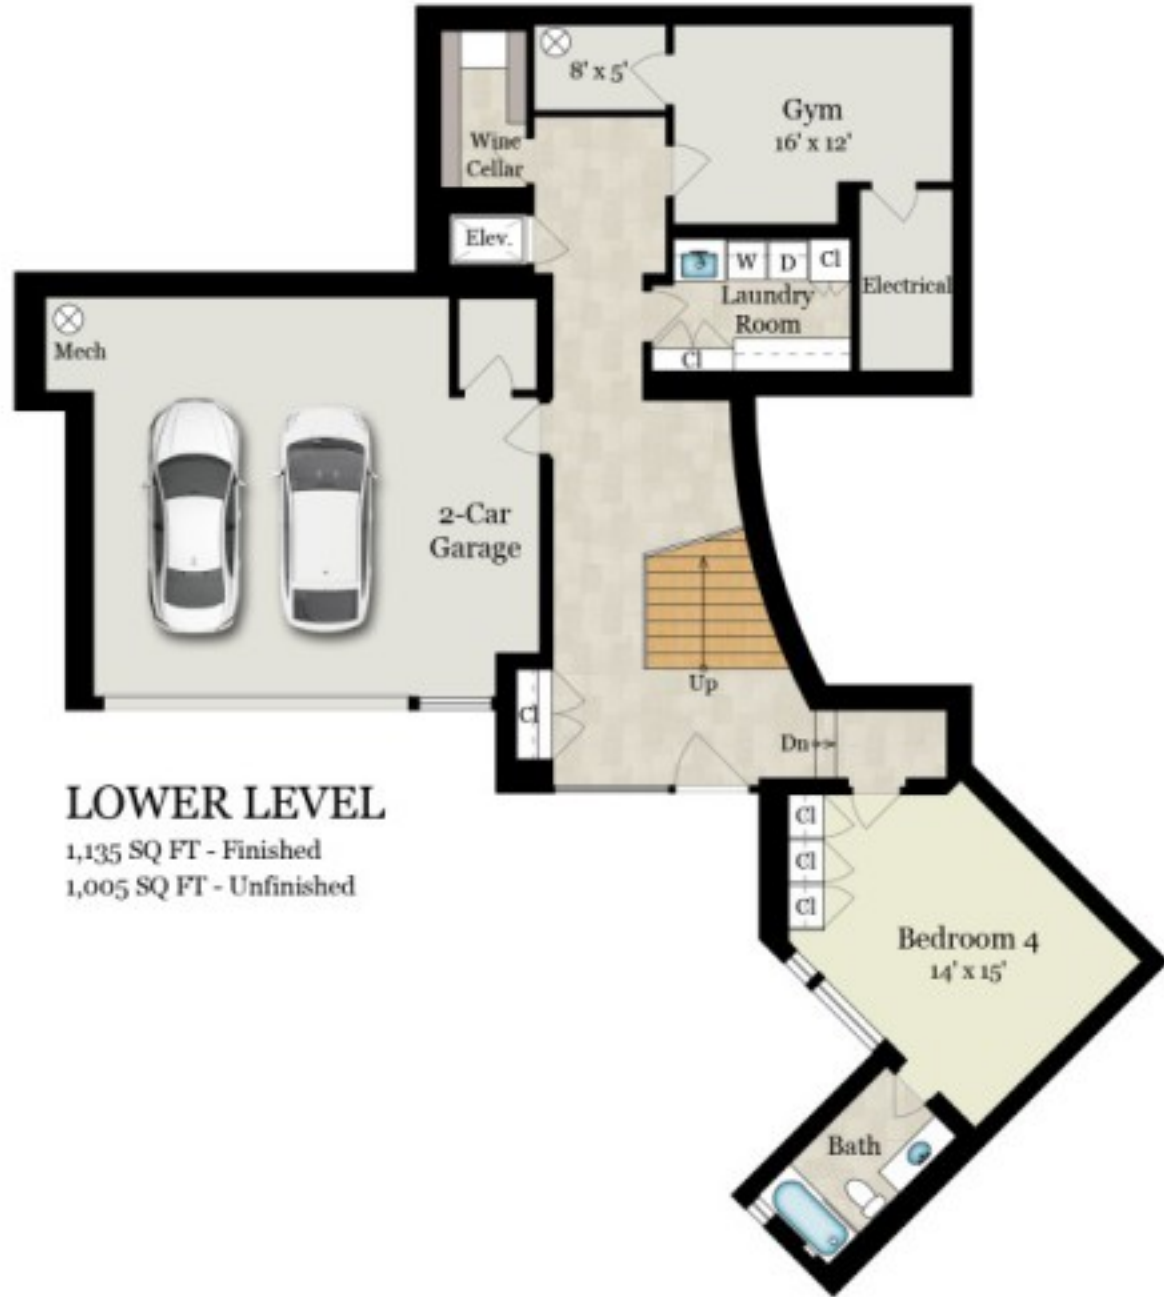 8' x 5'
Gym
16' x 12'
Wine
Cellar
Elev.
W
D
Cl
Electrical
Laundry
Room
Cl
Mech
2-Car
Garage
Up
Cl
Dn
LOWER LEVEL
1,135 SQ FT - Finished
1,005 SQ FT - Unfinished
Cl
Cl
Cl
Bedroom 4
14' x 15'
Bath